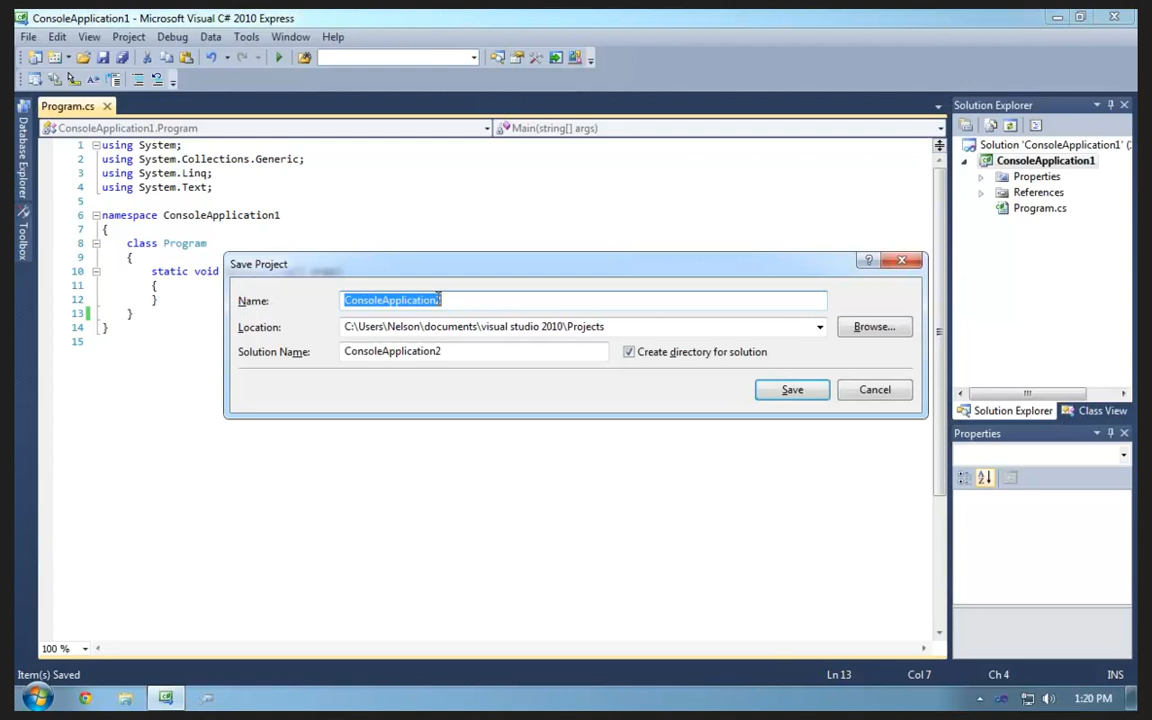 ConsoleApplication1 - Microsoft Visual C# 2010 Express
File Edit View Project Debug Data Tools Window Help
Program.cs
Solution Explorer
ConsoleApplication1.Program
Main(string[] args)
Database Explorer
Toolbox
1 using System;
2 using System.Collections.Generic;
3 using System.Linq;
4 using System.Text;
5
6 namespace ConsoleApplication1
7 {
8 class Program
9 {
10 static void
11 {
12 }
13 }
14 }
15
Solution 'ConsoleApplication1' (
ConsoleApplication1
Properties
References
Program.cs
Save Project
Name: ConsoleApplication2
Location: C:\Users\Nelson\documents\visual studio 2010\Projects Browse...
Solution Name: ConsoleApplication2 Create directory for solution
Save Cancel
Solution Explorer Class View
Properties
100 %
Item(s) Saved Ln 13 Col 7 Ch 4 INS
1:20 PM